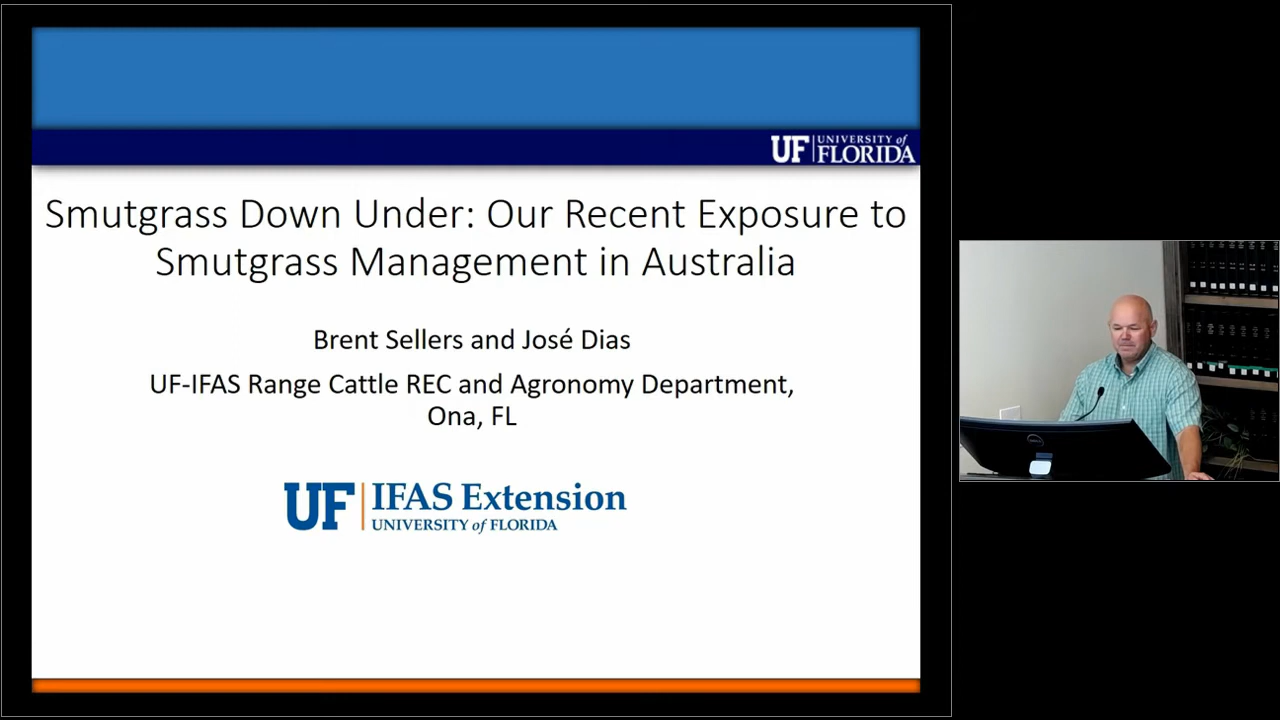 UF UNIVERSITY of FLORIDA
Smutgrass Down Under: Our Recent Exposure to
Smutgrass Management in Australia
Brent Sellers and José Dias
UF-IFAS Range Cattle REC and Agronomy Department,
Ona, FL
UF IFAS Extension
UNIVERSITY of FLORIDA